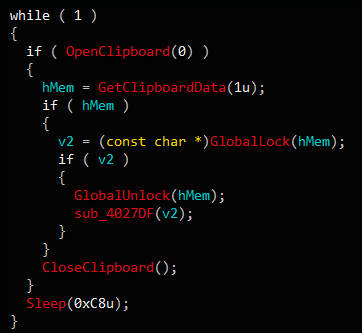 while ( 1 )
{
  if ( OpenClipboard(0) )
  {
    hMem = GetClipboardData(1u);
    if ( hMem )
    {
      v2 = (const char *)GlobalLock(hMem);
      if ( v2 )
      {
        GlobalUnlock(hMem);
        sub_4027DF(v2);
      }
    }
    CloseClipboard();
  }
  Sleep(0xC8u);
}